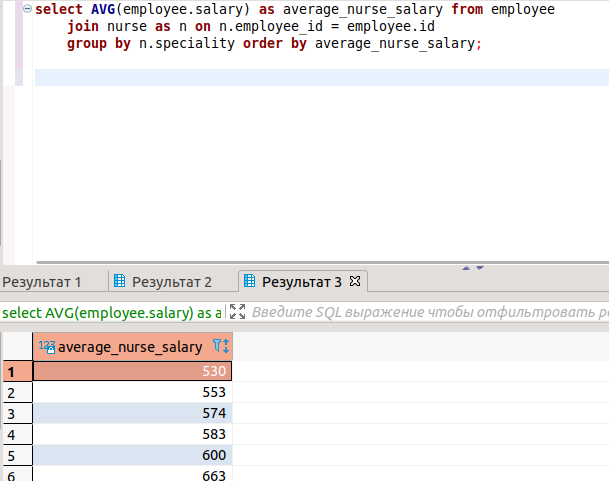 select AVG(employee.salary) as average_nurse_salary from employee
join nurse as n on n.employee_id = employee.id
group by n.speciality order by average_nurse_salary;
Результат 1 Результат 2 Результат 3
select AVG(employee.salary) as a Введите SQL выражение чтобы отфильтровать
123 average_nurse_salary
1 530
2 553
3 574
4 583
5 600
6 663